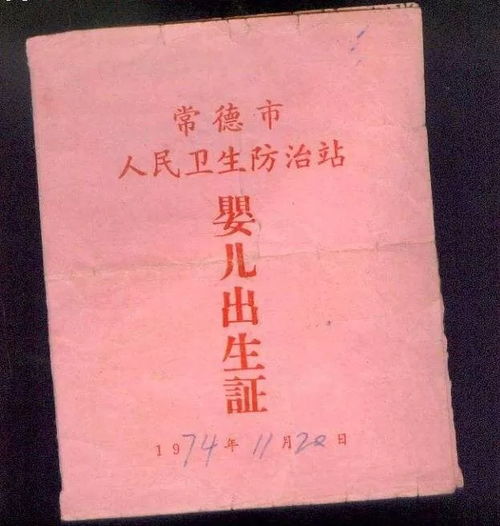 常德市
人民卫生防治站
嬰儿出生証
1974年11月20日